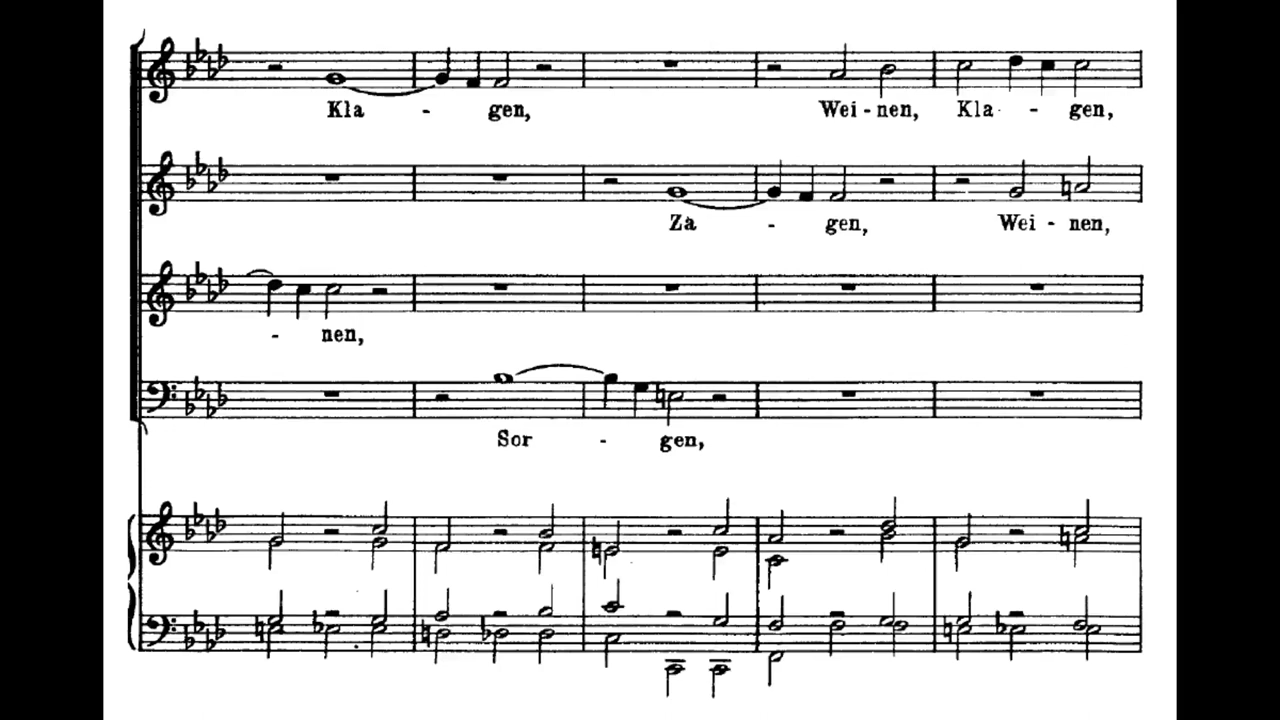 Kla - gen, Wei - nen, Kla - gen,
Za - gen, Wei - nen,
- nen,
Sor - gen,